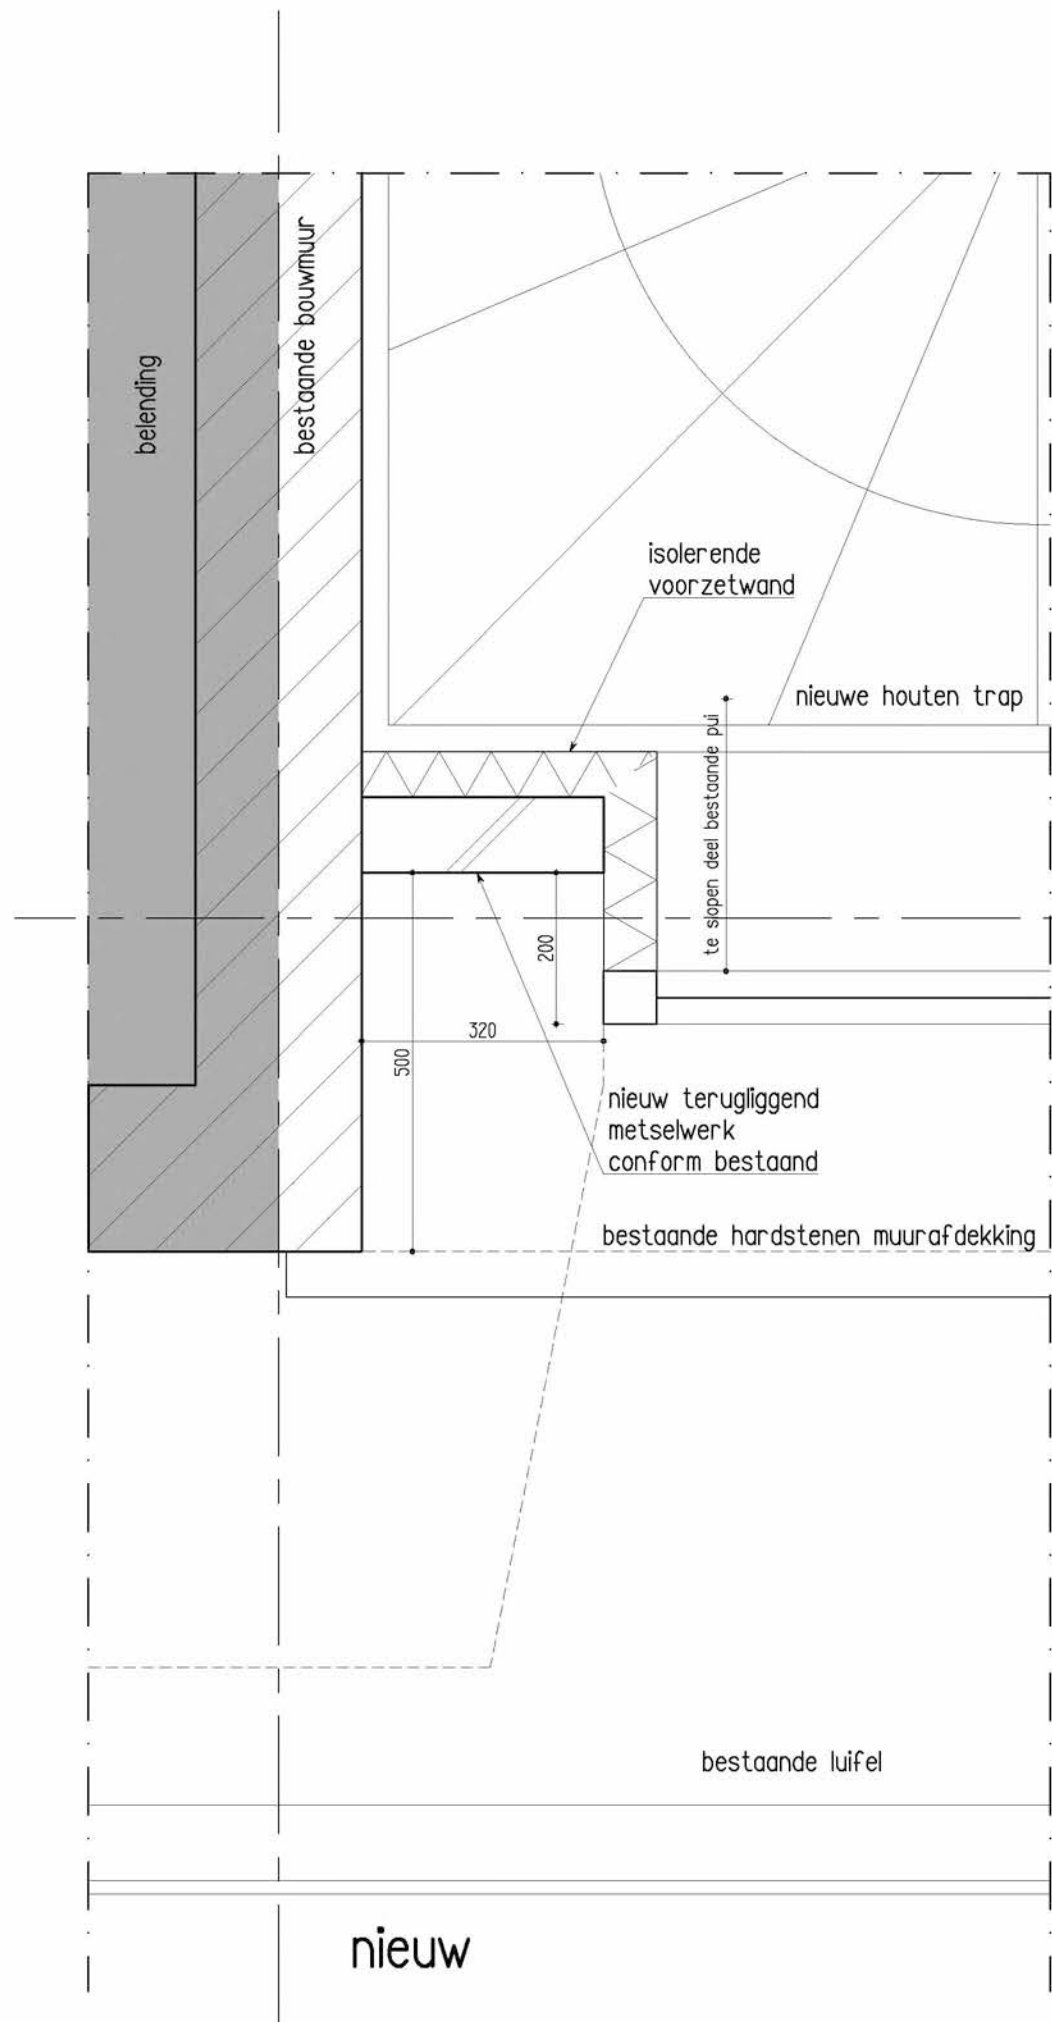 belending
bestaande bouwmuur
isolerende
voorzetwand
nieuwe houten trap
te slopen deel bestaande pui
200
320
500
nieuw terugliggend
metselwerk
conform bestaand
bestaande hardstenen muurafdekking
bestaande luifel
nieuw